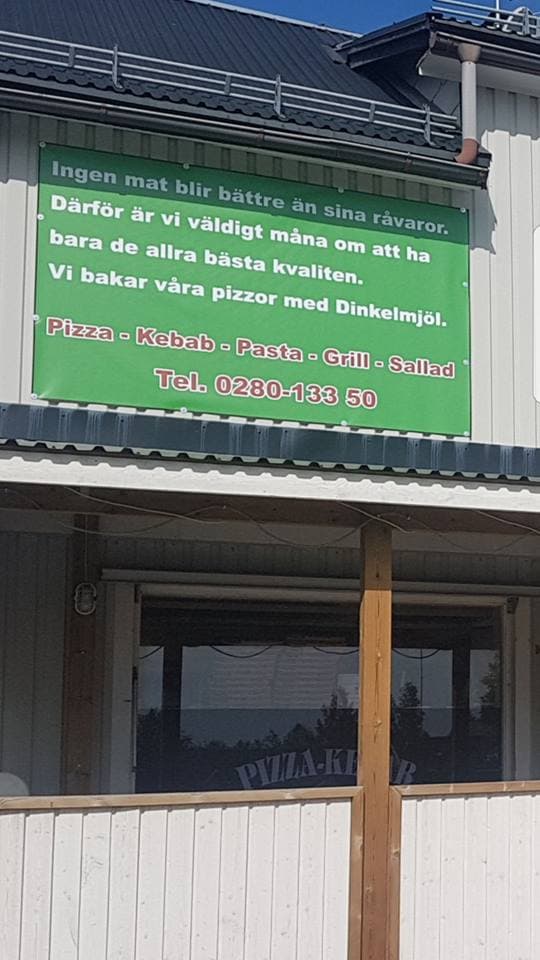 Ingen mat blir bättre än sina råvaror.
Därför är vi väldigt måna om att ha
bara de allra bästa kvaliten.
Vi bakar våra pizzor med Dinkelmjöl.
Pizza - Kebab - Pasta - Grill - Sallad
Tel. 0280-133 50